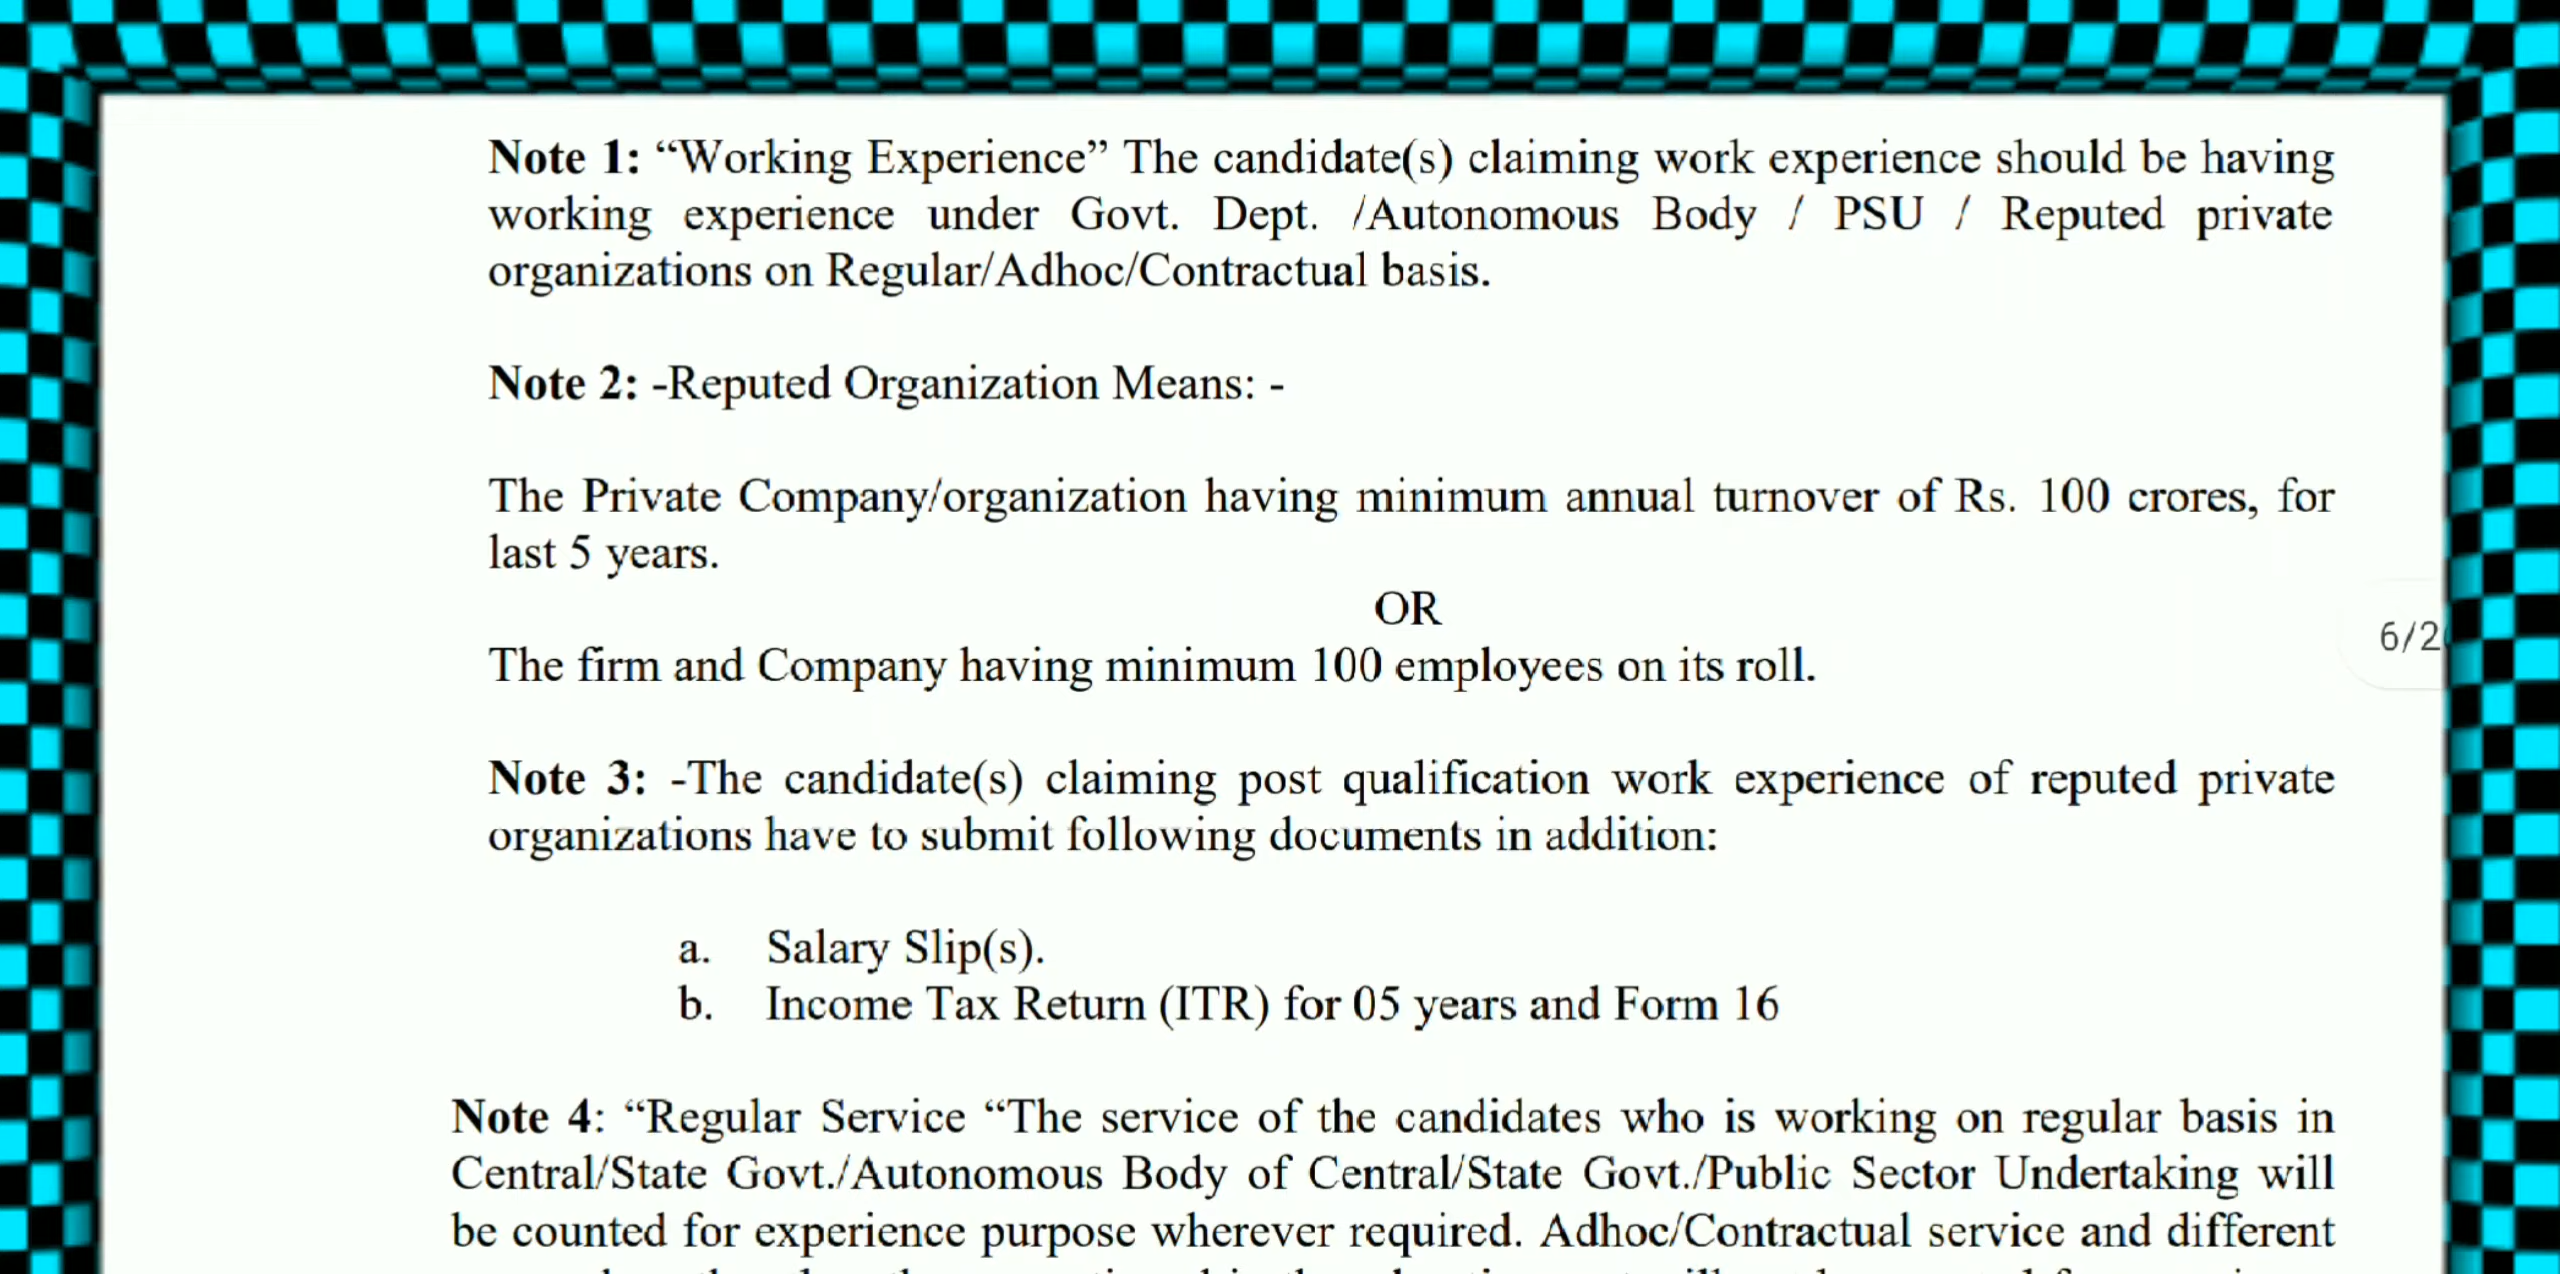 Note 1: “Working Experience” The candidate(s) claiming work experience should be having
working experience under Govt. Dept. /Autonomous Body / PSU / Reputed private
organizations on Regular/Adhoc/Contractual basis.
Note 2: -Reputed Organization Means: -
The Private Company/organization having minimum annual turnover of Rs. 100 crores, for
last 5 years.
OR
6/2
The firm and Company having minimum 100 employees on its roll.
Note 3: -The candidate(s) claiming post qualification work experience of reputed private
organizations have to submit following documents in addition:
a. Salary Slip(s).
b. Income Tax Return (ITR) for 05 years and Form 16
Note 4: “Regular Service “The service of the candidates who is working on regular basis in
Central/State Govt./Autonomous Body of Central/State Govt./Public Sector Undertaking will
be counted for experience purpose wherever required. Adhoc/Contractual service and different